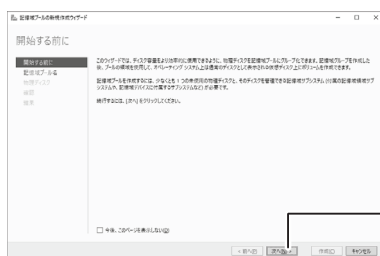 記憶域プールの新規作成ウィザード
開始する前に
開始する前に
記憶域プール名
物理ディスク
確認
結果
このウィザードでは、ディスク容量をより効率的に使用できるように、物理ディスクを記憶域プールにグループ化できます。記憶域グループを作成した
後、プールの領域を使用して、オペレーティング システム上は通常のディスクとして表示される仮想ディスク上にボリュームを作成できます。
記憶域プールを作成するには、少なくとも 1 つの未使用の物理ディスクと、そのディスクを管理できる記憶域サブシステム (付属の記憶域領域サブ
システムや、記憶域デバイスに付属するサブシステムなど) が必要です。
続行するには、[次へ] をクリックしてください。
今後、このページを表示しない(D)
< 前へ(P) 次へ(N) > 作成(C) キャンセル